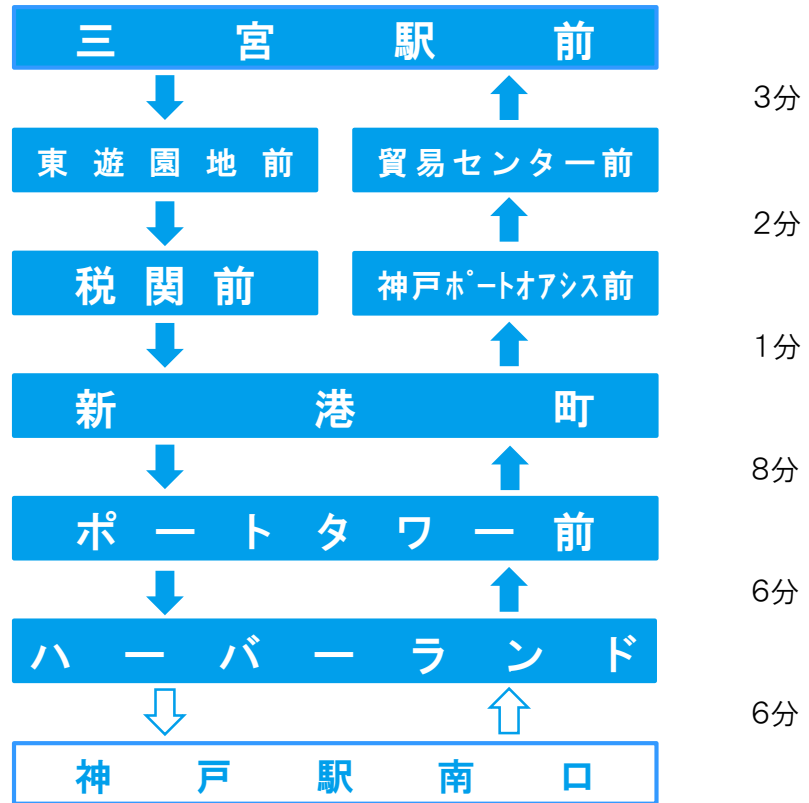 三宮駅前
3分
東遊園地前 貿易センター前
2分
税関前 神戸ﾎﾟｰﾄｵｱｼｽ前
1分
新港町
8分
ポートタワー前
6分
ハーバーランド
6分
神戸駅南口